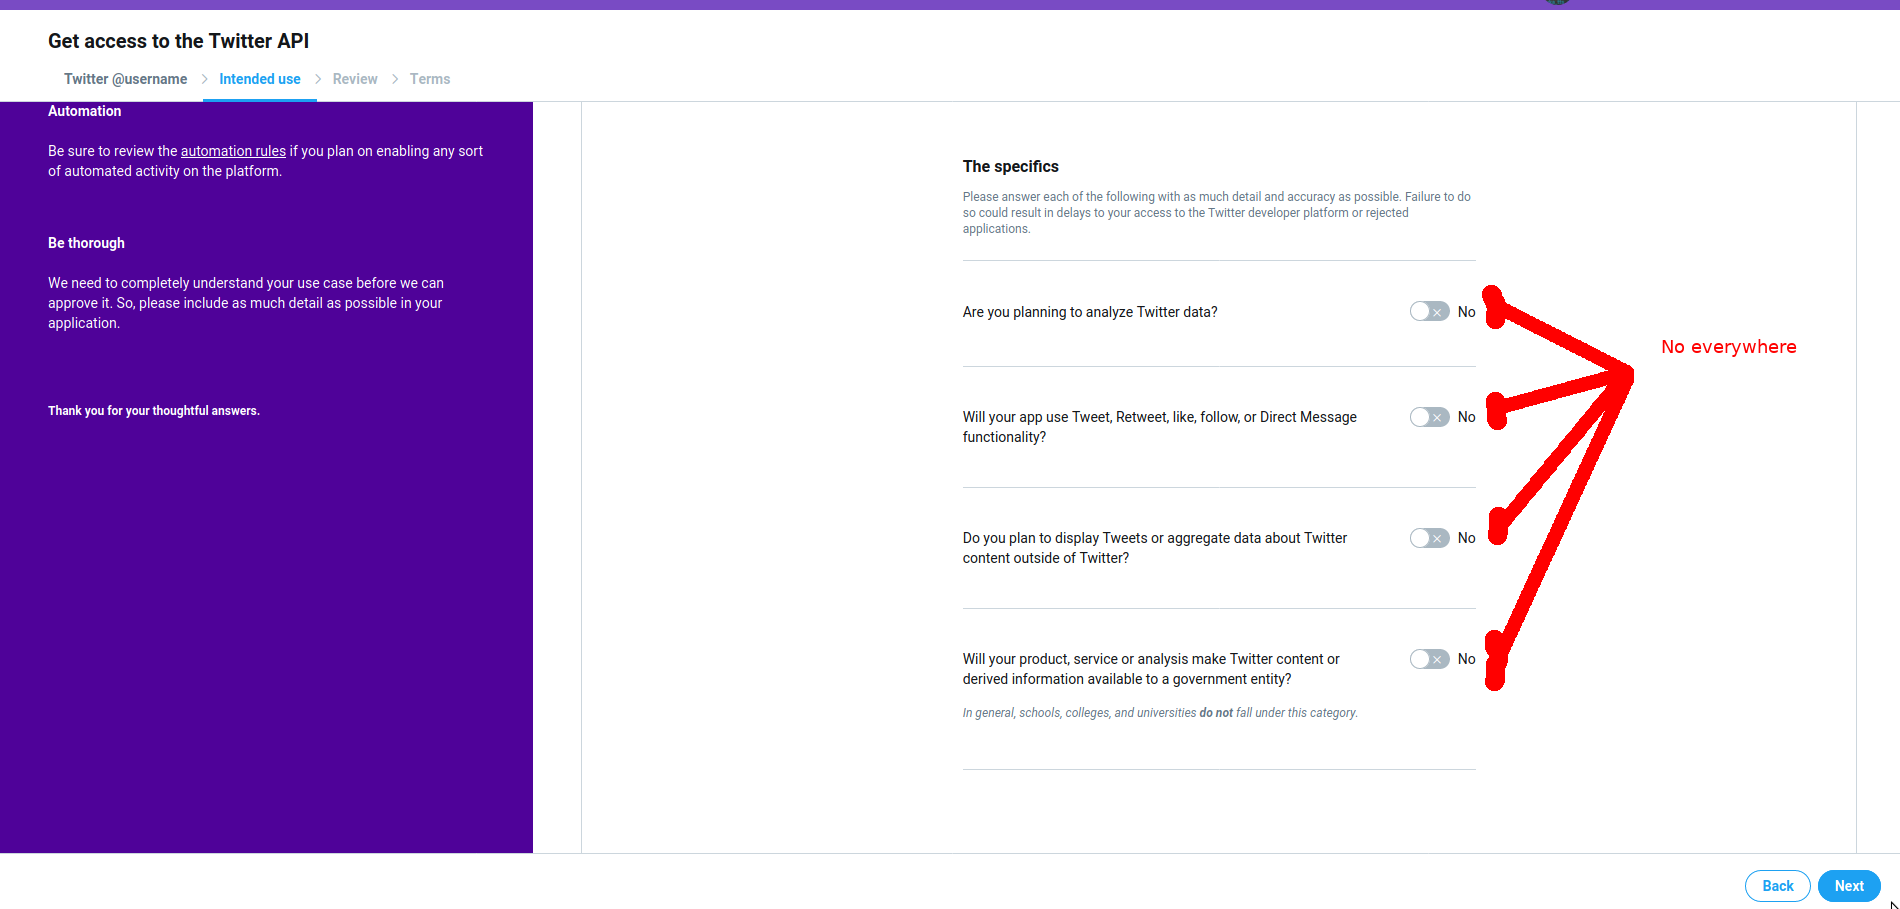 Get access to the Twitter API
Twitter @username > Intended use > Review > Terms
Automation
Be sure to review the automation rules if you plan on enabling any sort
of automated activity on the platform.
Be thorough
We need to completely understand your use case before we can
approve it. So, please include as much detail as possible in your
application.
Thank you for your thoughtful answers.
The specifics
Please answer each of the following with as much detail and accuracy as possible. Failure to do
so could result in delays to your access to the Twitter developer platform or rejected
applications.
Are you planning to analyze Twitter data? No
No everywhere
Will your app use Tweet, Retweet, like, follow, or Direct Message No
functionality?
Do you plan to display Tweets or aggregate data about Twitter No
content outside of Twitter?
Will your product, service or analysis make Twitter content or No
derived information available to a government entity?
In general, schools, colleges, and universities do not fall under this category.
Back Next